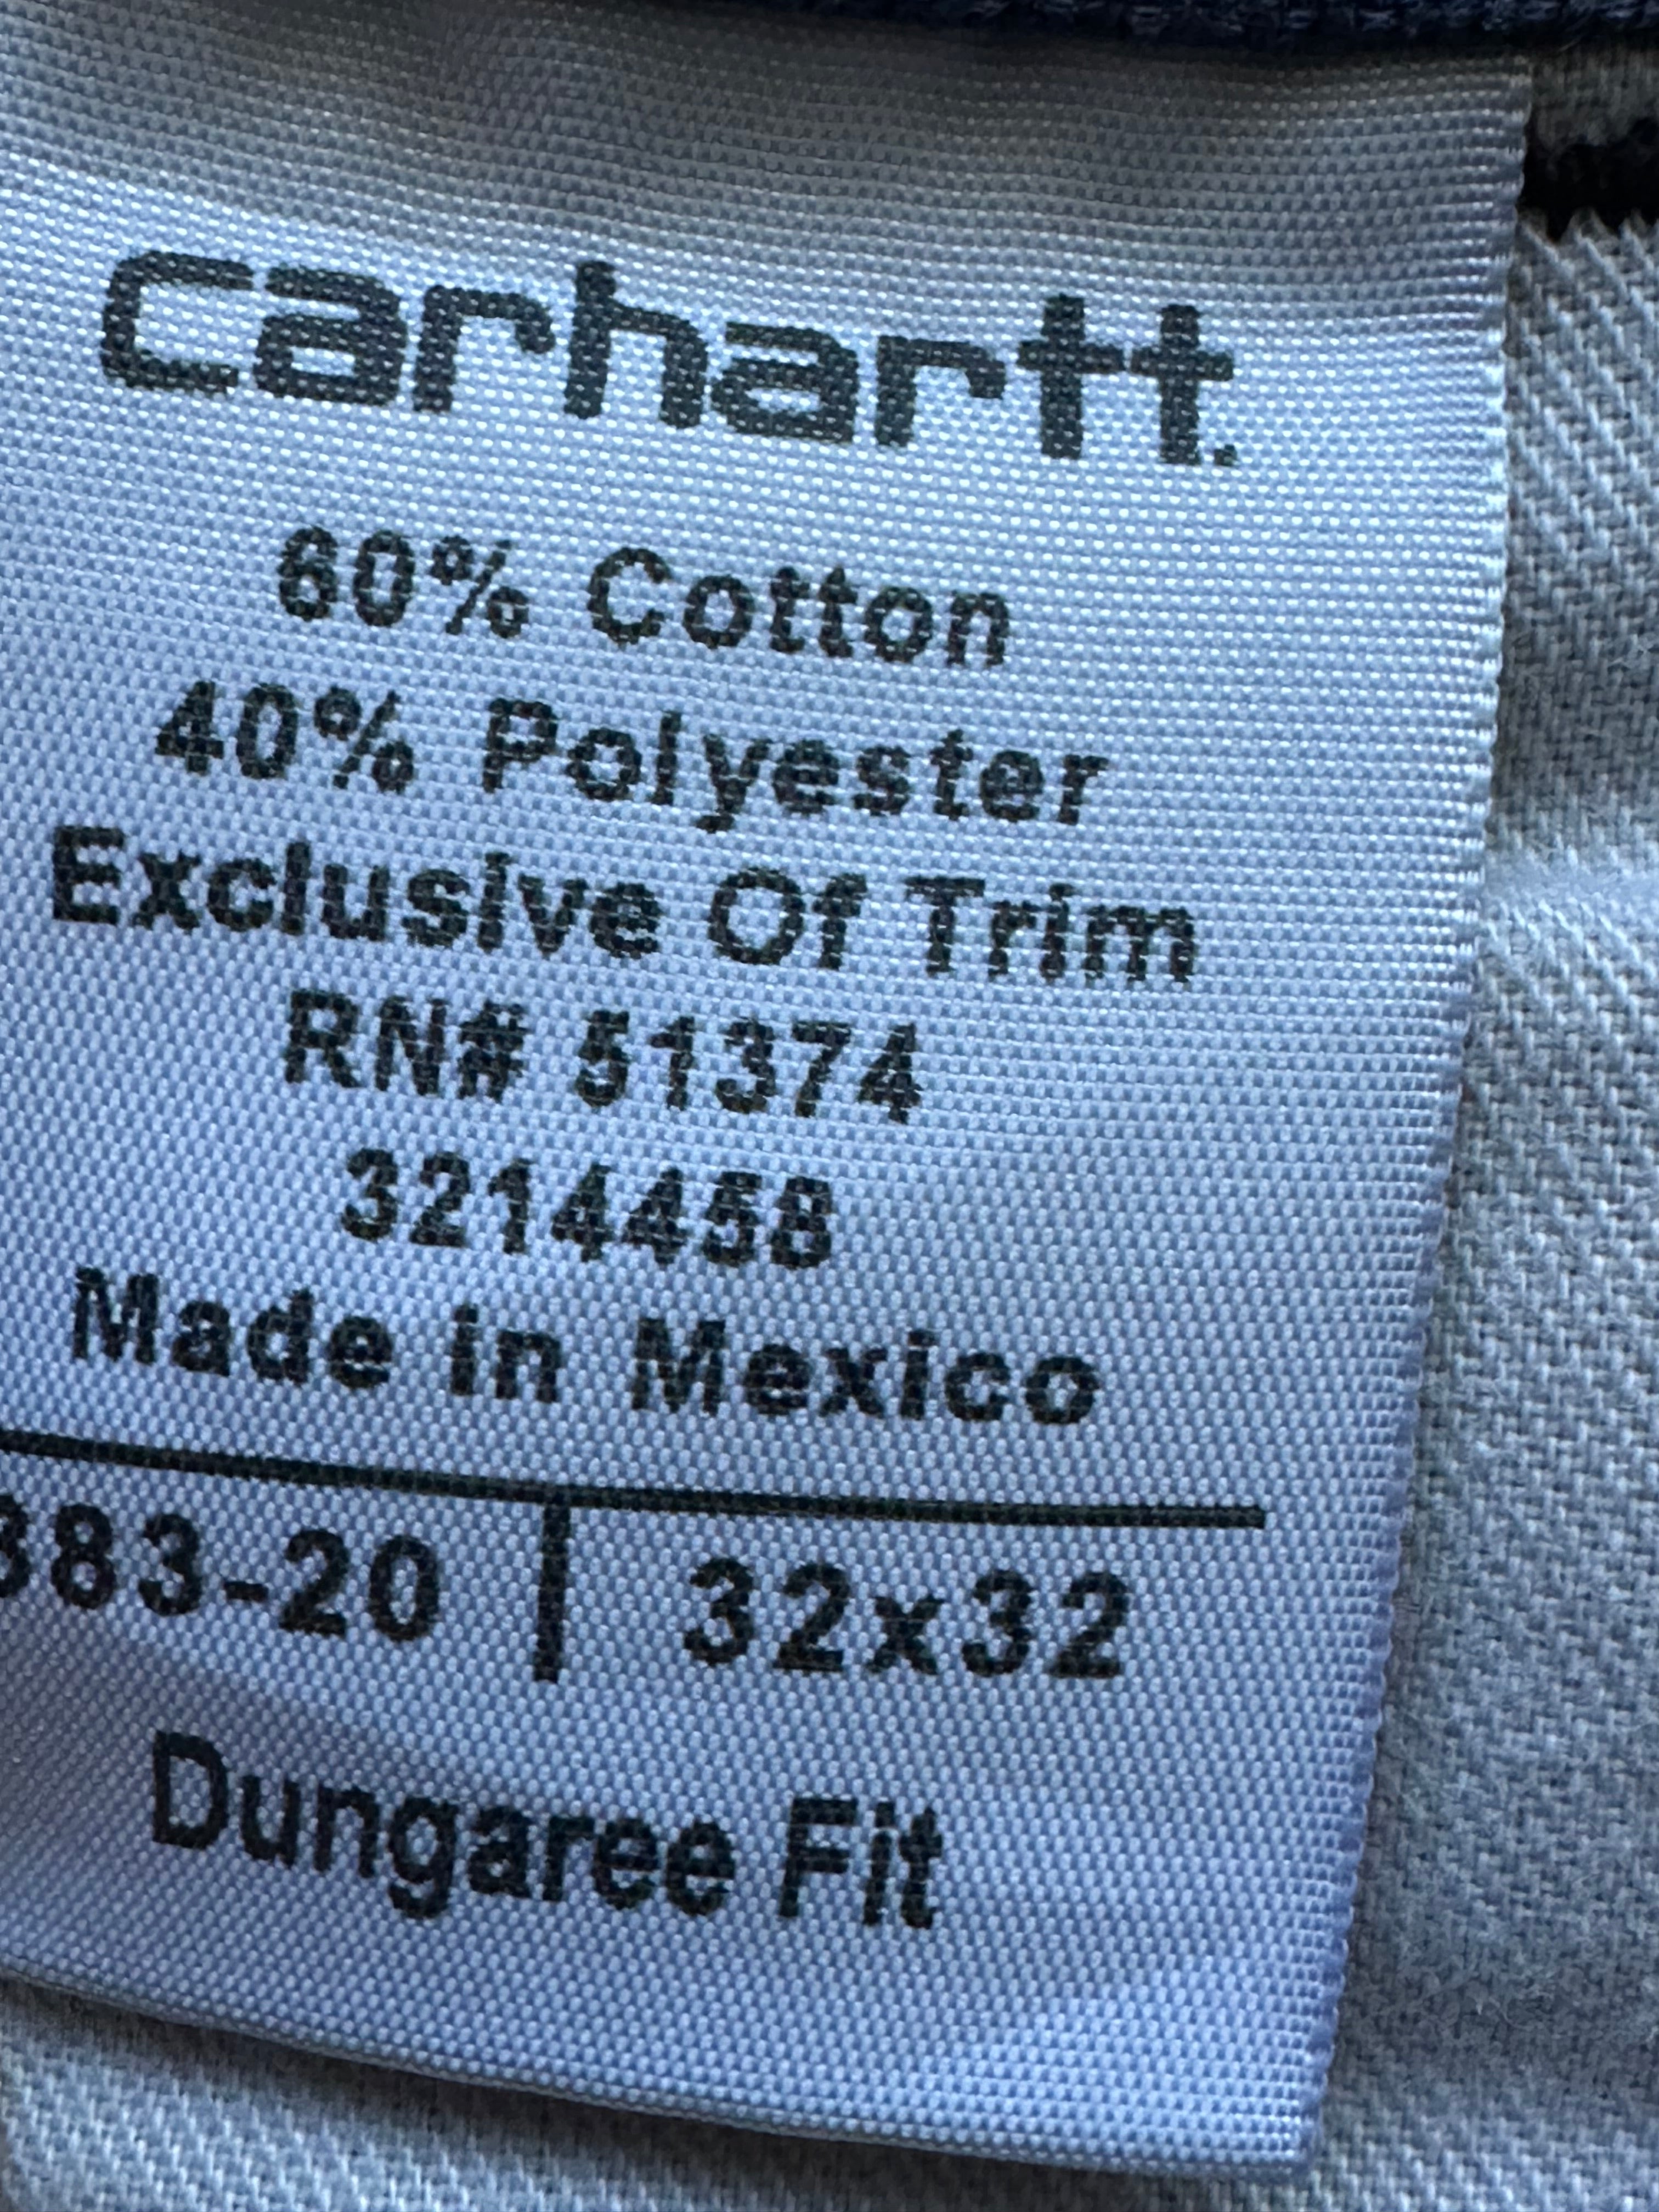 carhartt.
60% Cotton
40% Polyester
Exclusive Of Trim
RN# 51374
3214458
Made in Mexico
383-20 | 32x32
Dungaree Fit